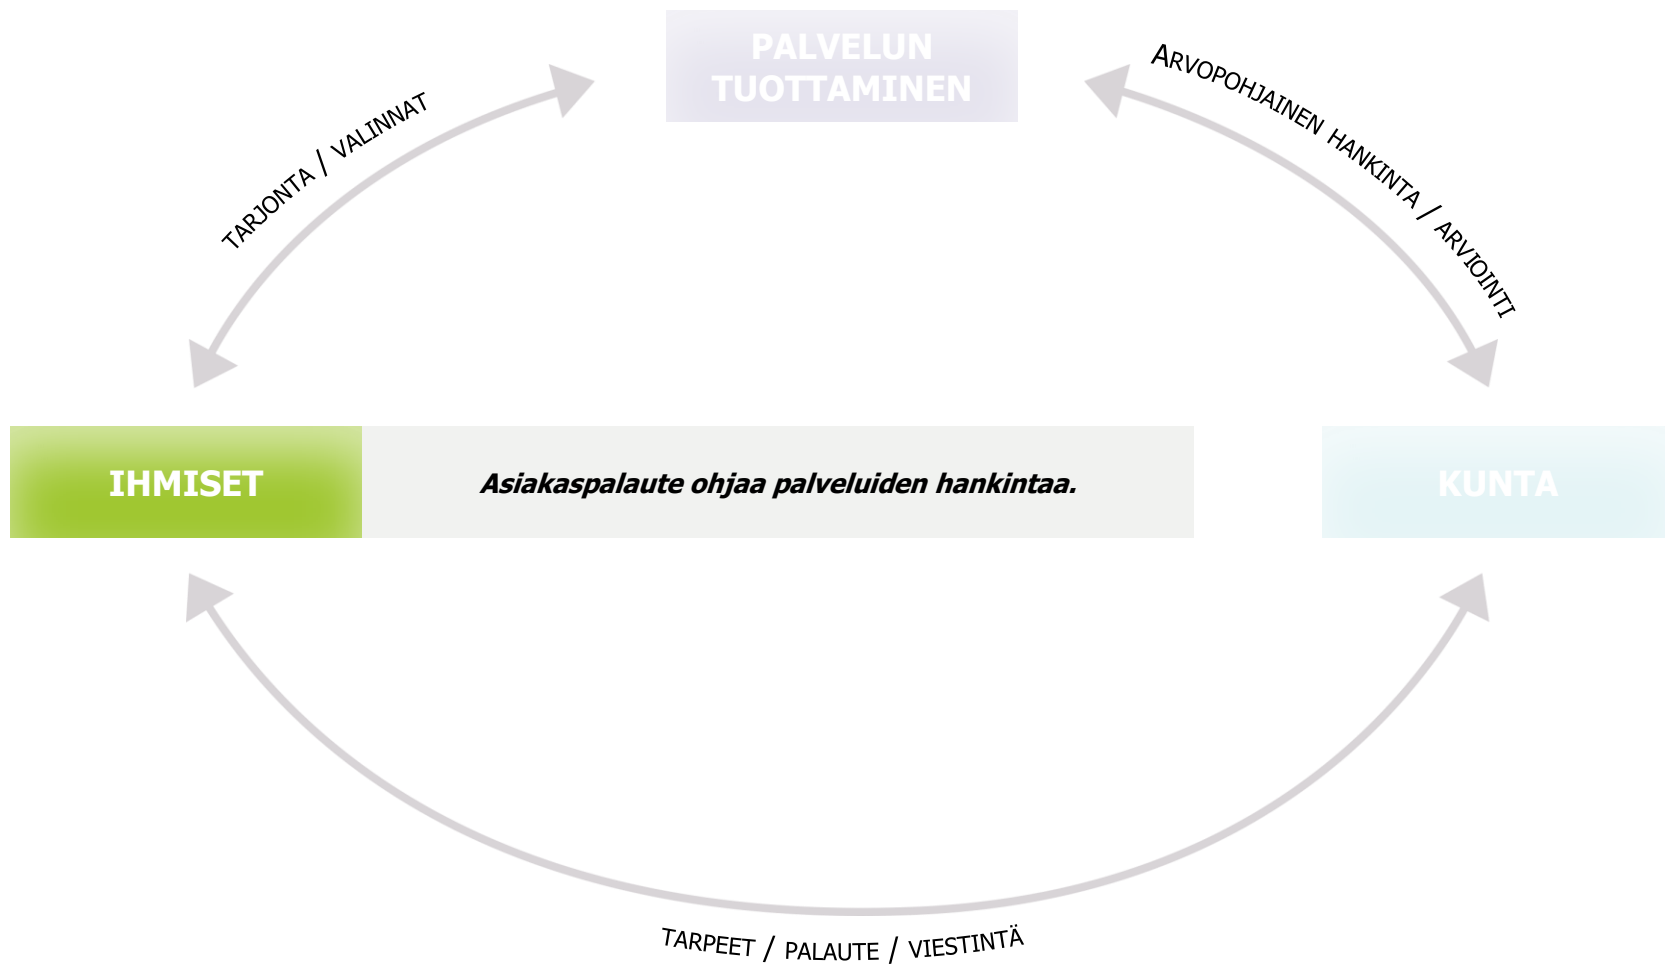 PALVELUN
TUOTTAMINEN
TARJONTA / VALINNAT
ARVOPOHJAINEN HANKINTA / ARVIOINTI
IHMISET
Asiakaspalaute ohjaa palveluiden hankintaa.
KUNTA
TARPEET / PALAUTE / VIESTINTÄ